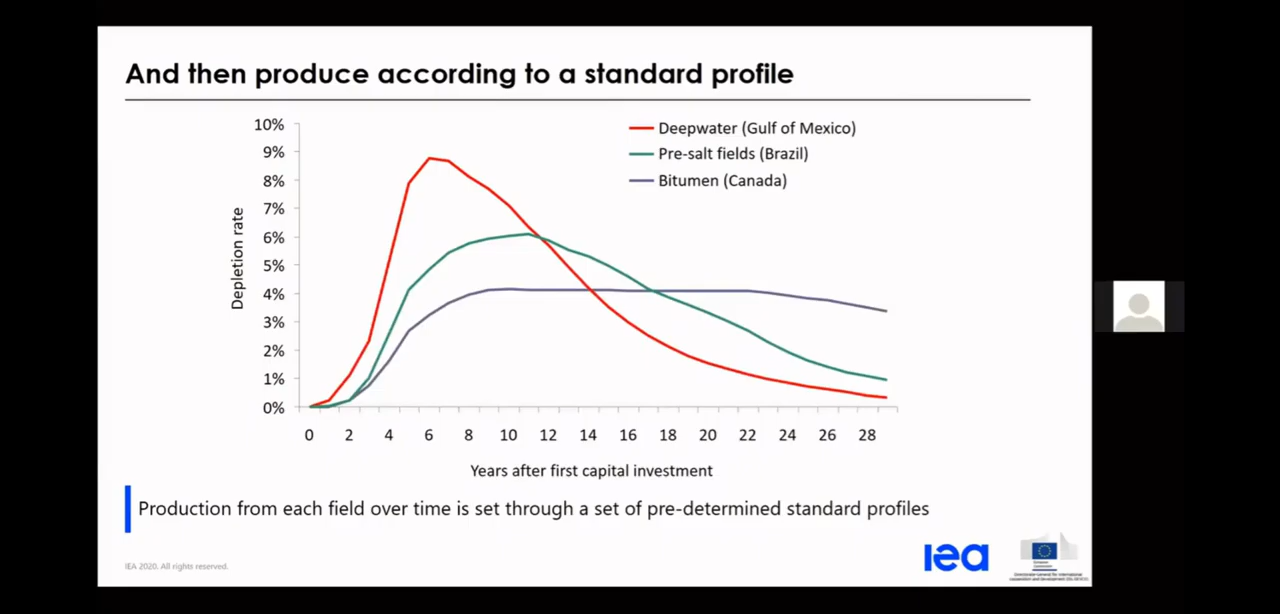 And then produce according to a standard profile
Deepwater (Gulf of Mexico)
Pre-salt fields (Brazil)
Bitumen (Canada)
Depletion rate
10%
9%
8%
7%
6%
5%
4%
3%
2%
1%
0%
0 2 4 6 8 10 12 14 16 18 20 22 24 26 28
Years after first capital investment
Production from each field over time is set through a set of pre-determined standard profiles
IEA 2020. All rights reserved.
iea